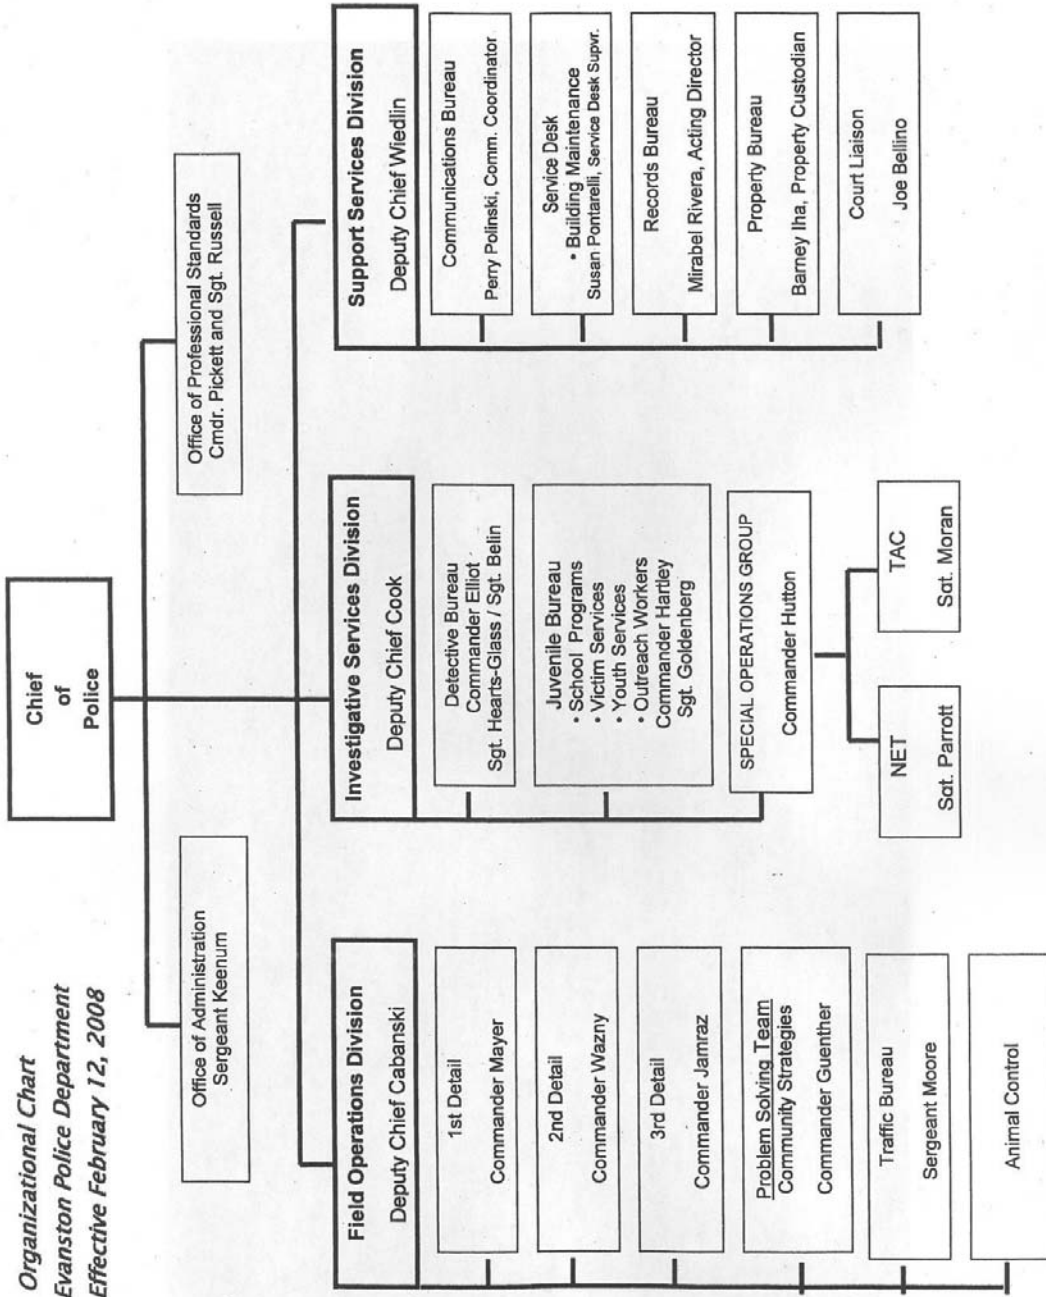 Organizational Chart
Evanston Police Department
Effective February 12, 2008
Chief
of
Police
Office of Administration
Sergeant Kenum
Office of Professional Standards
Cmdr. Pickett and Sgt. Russell
Field Operations Division
Deputy Chief Cabanski
1st Detail
Commander Mayer
2nd Detail
Commander Wazny
3rd Detail
Commander Jamraz
Problem Solving Team
Community Strategies
Commander Guenther
Traffic Bureau
Sergeant Moore
Animal Control
Investigative Services Division
Deputy Chief Cook
Detective Bureau
Commander Elliot
Sgt. Hearts-Glass / Sgt. Belin
Juvenile Bureau
• School Programs
• Victim Services
• Youth Services
• Outreach Workers
Commander Hartley
Sgt. Goldenberg
SPECIAL OPERATIONS GROUP
Commander Hutton
NET
Sgt. Parrott
TAC
Sgt. Moran
Support Services Division
Deputy Chief Wiedlin
Communications Bureau
Perry Polinski, Comm. Coordinator
Service Desk
• Building Maintenance
Susan Pontarelli, Service Desk Supvr.
Records Bureau
Mirabel Rivera, Acting Director
Property Bureau
Barney Iha, Property Custodian
Court Liaison
Joe Bellino